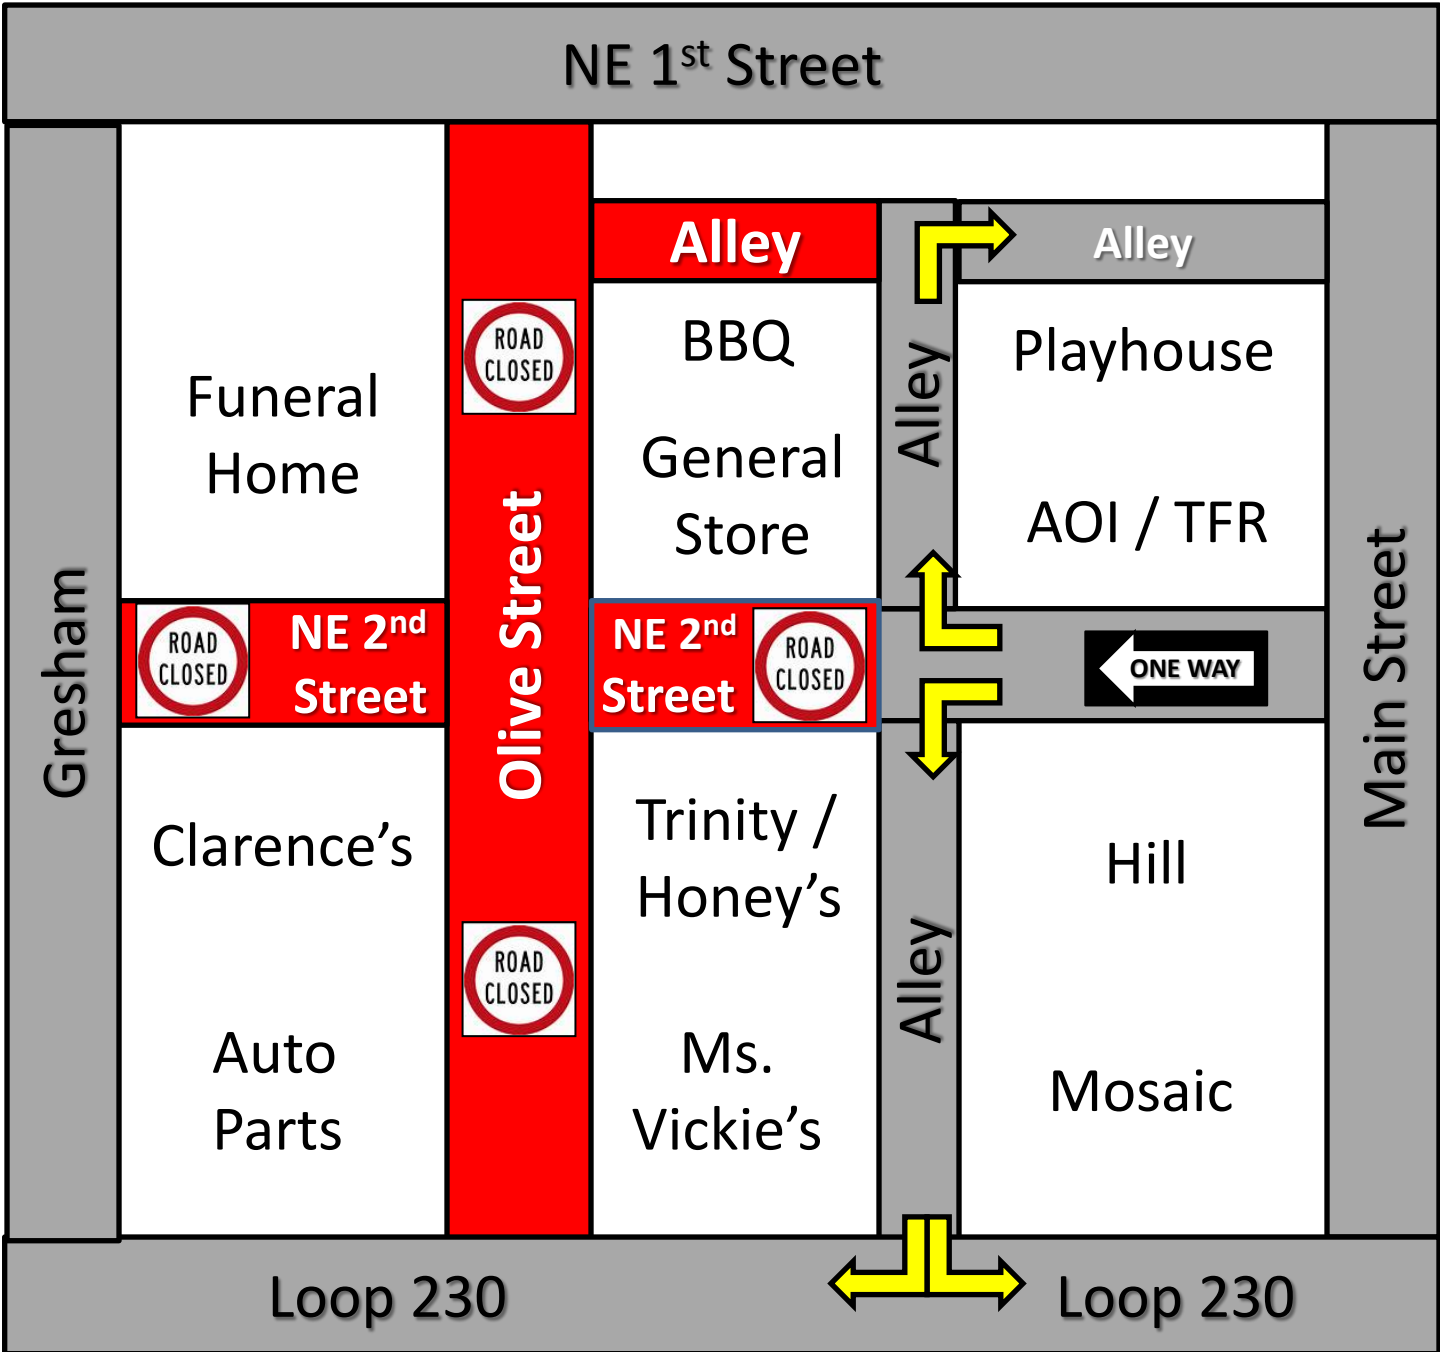 NE 1st Street
Alley
Alley
ROAD
CLOSED
BBQ
Playhouse
Funeral
Home
Alley
General
Store
AOI / TFR
Olive Street
Gresham
Main Street
ROAD
CLOSED
NE 2nd
Street
NE 2nd
Street
ROAD
CLOSED
ONE WAY
Clarence’s
Trinity /
Honey’s
Hill
ROAD
CLOSED
Alley
Auto
Parts
Ms.
Vickie’s
Mosaic
Loop 230
Loop 230